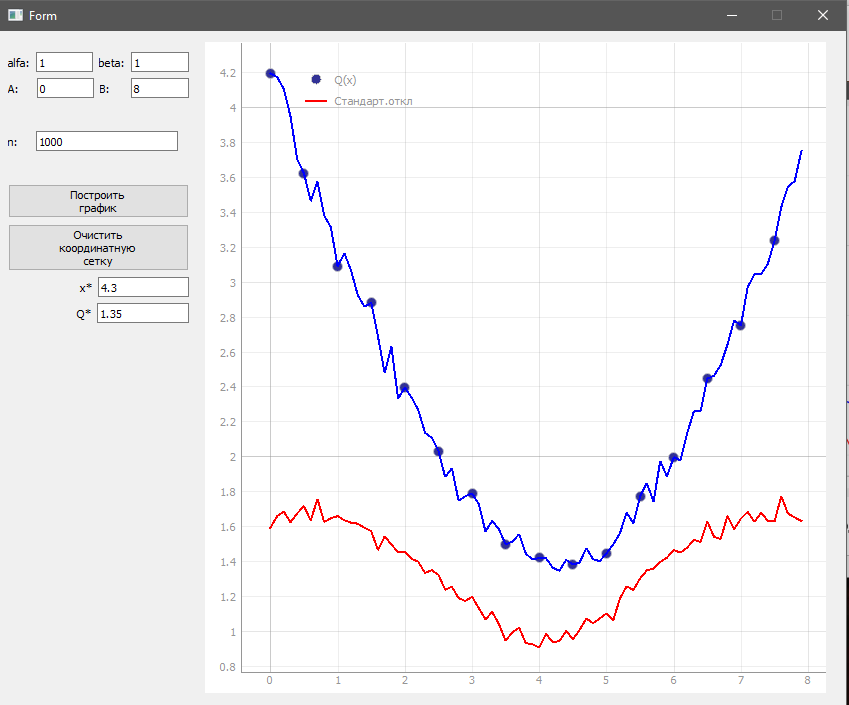 Form
alfa: 1 beta: 1
A: 0 B: 8
n: 1000
Построить
график
Очистить
координатную
сетку
x* 4.3
Q* 1.35
Q(x)
Стандарт.откл
4.2
4
3.8
3.6
3.4
3.2
3
2.8
2.6
2.4
2.2
2
1.8
1.6
1.4
1.2
1
0.8
0 1 2 3 4 5 6 7 8